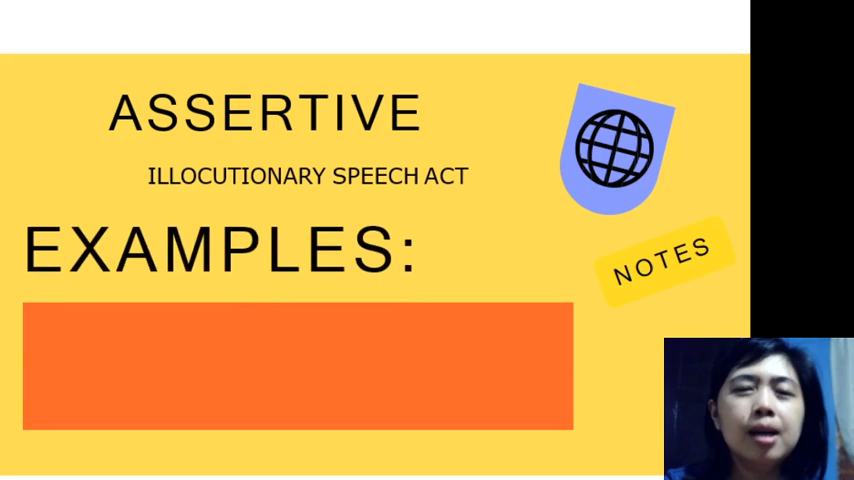 ASSERTIVE
ILLOCUTIONARY SPEECH ACT
EXAMPLES:
NOTES